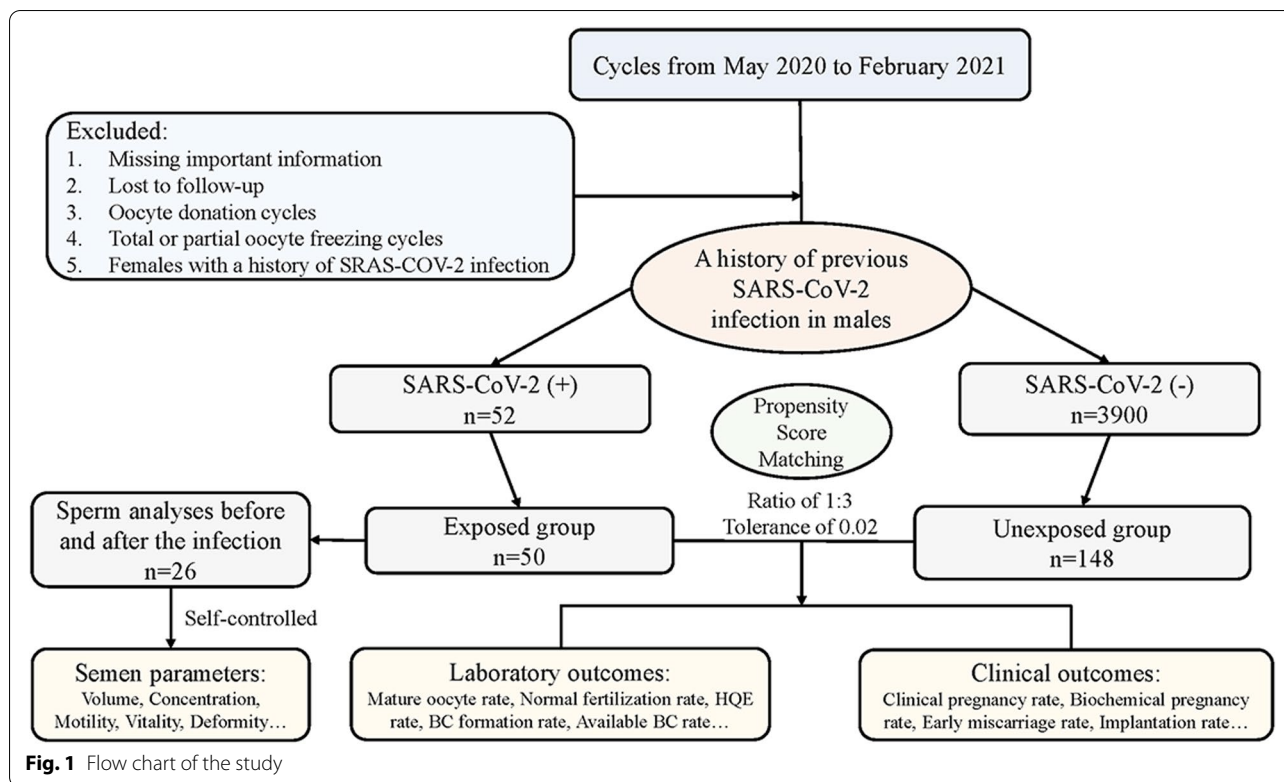 Cycles from May 2020 to February 2021
Excluded:
1. Missing important information
2. Lost to follow-up
3. Oocyte donation cycles
4. Total or partial oocyte freezing cycles
5. Females with a history of SRAS-COV-2 infection
A history of previous
SARS-CoV-2
infection in males
SARS-CoV-2 (+)
n=52
Propensity
Score
Matching
SARS-CoV-2 (-)
n=3900
Sperm analyses before
and after the infection
n=26
Exposed group
n=50
Ratio of 1:3
Tolerance of 0.02
Unexposed group
n=148
Self-controlled
Semen parameters:
Volume, Concentration,
Motility, Vitality, Deformity…
Laboratory outcomes:
Mature oocyte rate, Normal fertilization rate, HQE
rate, BC formation rate, Available BC rate…
Clinical outcomes:
Clinical pregnancy rate, Biochemical pregnancy
rate, Early miscarriage rate, Implantation rate…
Fig. 1 Flow chart of the study